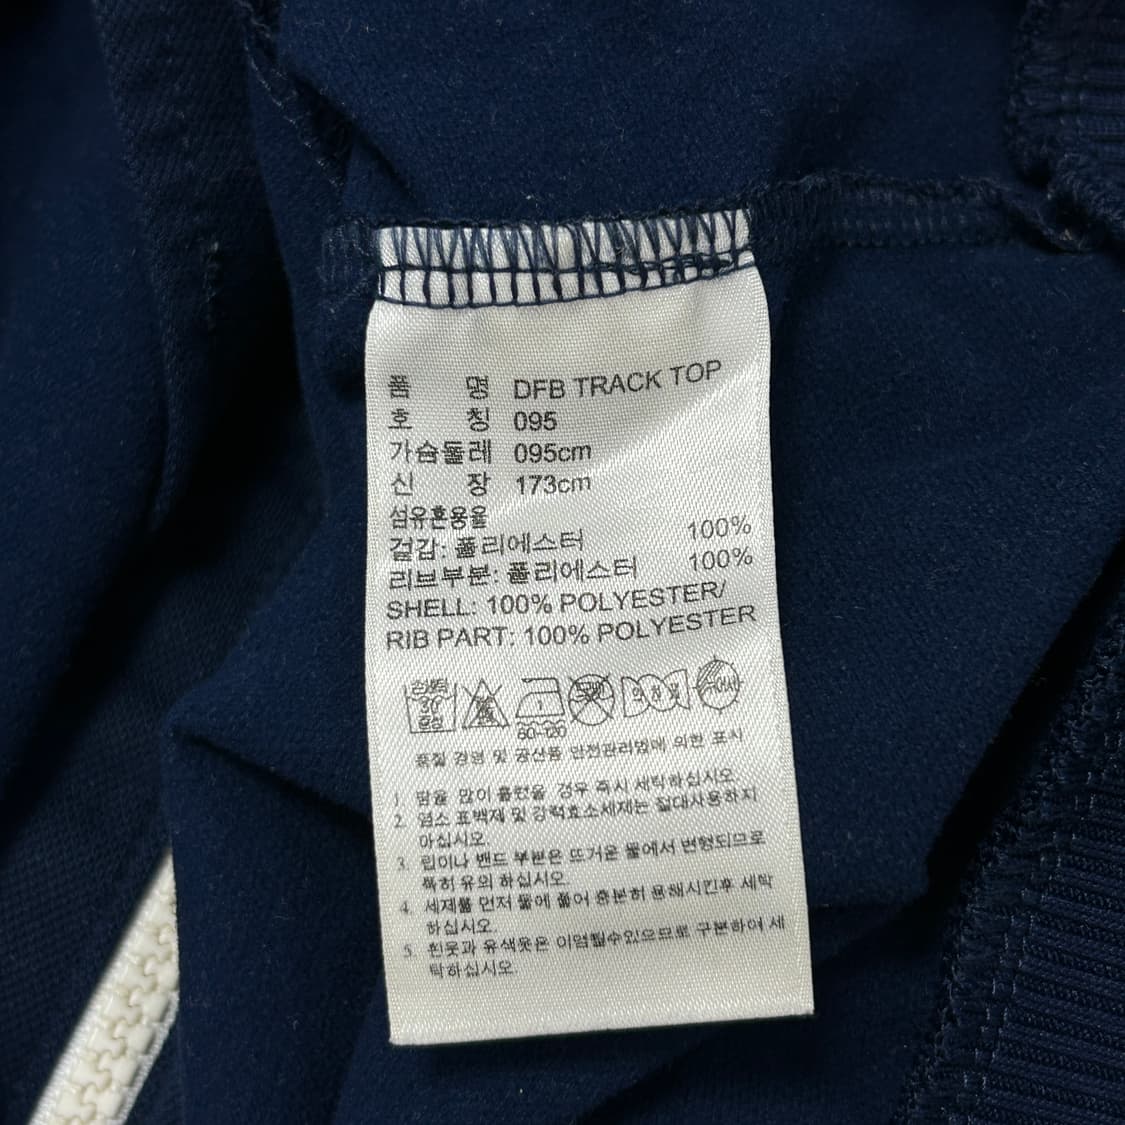 품 명 DFB TRACK TOP
호 칭 095
가슴둘레 095cm
신 장 173cm
섬유혼용율
겉감: 폴리에스터 100%
리브부분: 폴리에스터 100%
SHELL: 100% POLYESTER/
RIB PART: 100% POLYESTER
약 30 중성
60-120
품질 경영 및 공산품 안전관리법에 의한 표시
1. 땀을 많이 흘렸을 경우 즉시 세탁하십시오.
2. 염소 표백제 및 강력효소세제는 절대사용하지
마십시오.
3. 립이나 밴드 부분은 뜨거운 물에서 변형되므로
특히 유의 하십시오.
4. 세제를 먼저 물에 풀어 충분히 용해시킨후 세탁
하십시오.
5. 흰옷과 유색옷은 이염될수있으므로 구분하여 세
탁하십시오.